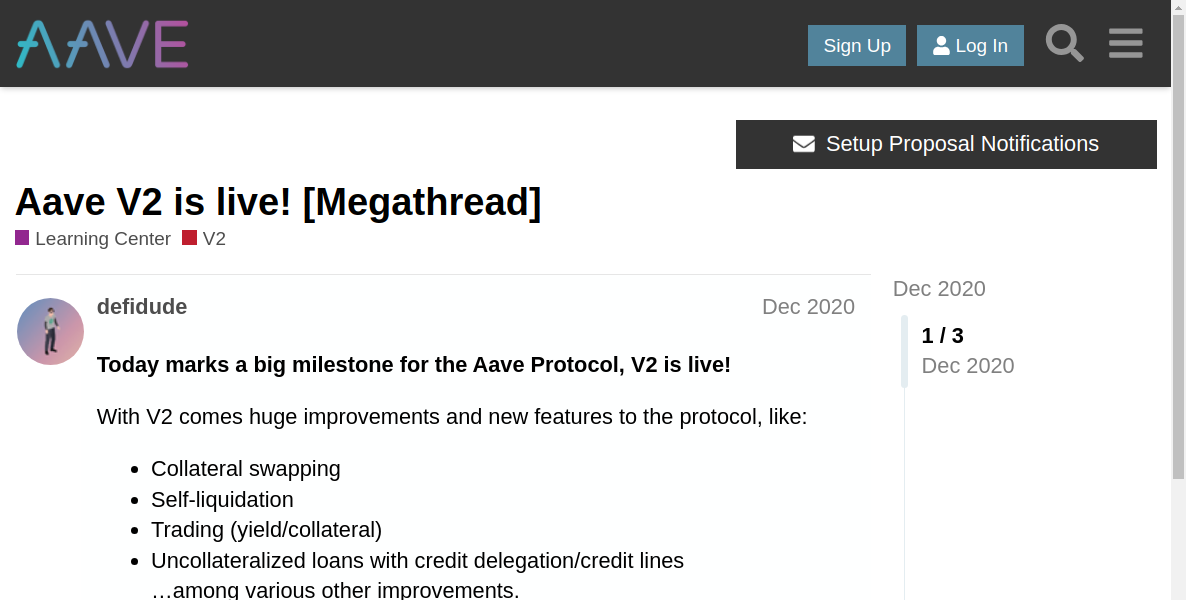 AAVE
Sign Up
Log In
Setup Proposal Notifications
Aave V2 is live! [Megathread]
Learning Center V2
defidude Dec 2020
Today marks a big milestone for the Aave Protocol, V2 is live!
With V2 comes huge improvements and new features to the protocol, like:
Collateral swapping
Self-liquidation
Trading (yield/collateral)
Uncollateralized loans with credit delegation/credit lines
…among various other improvements.
Dec 2020
1 / 3
Dec 2020